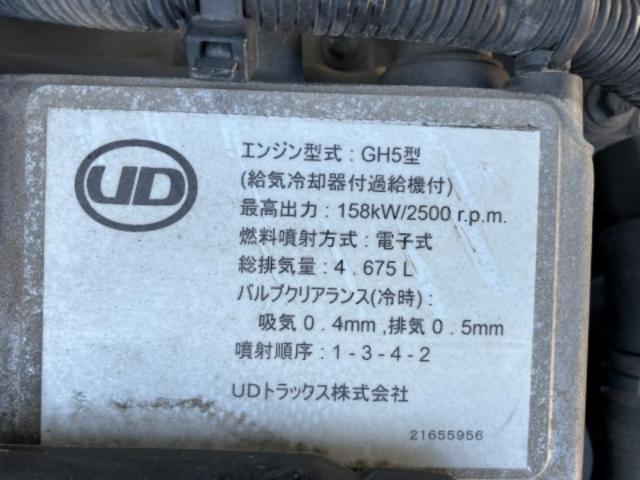 UD
エンジン型式 : GH5型
(給気冷却器付過給機付)
最高出力 : 158kW/2500 r.p.m.
燃料噴射方式 : 電子式
総排気量 : 4 . 675 L
バルブクリアランス(冷時) :
吸気 0 . 4mm ,排気 0 . 5mm
噴射順序 : 1 - 3 - 4 - 2
UDトラックス株式会社
21655956